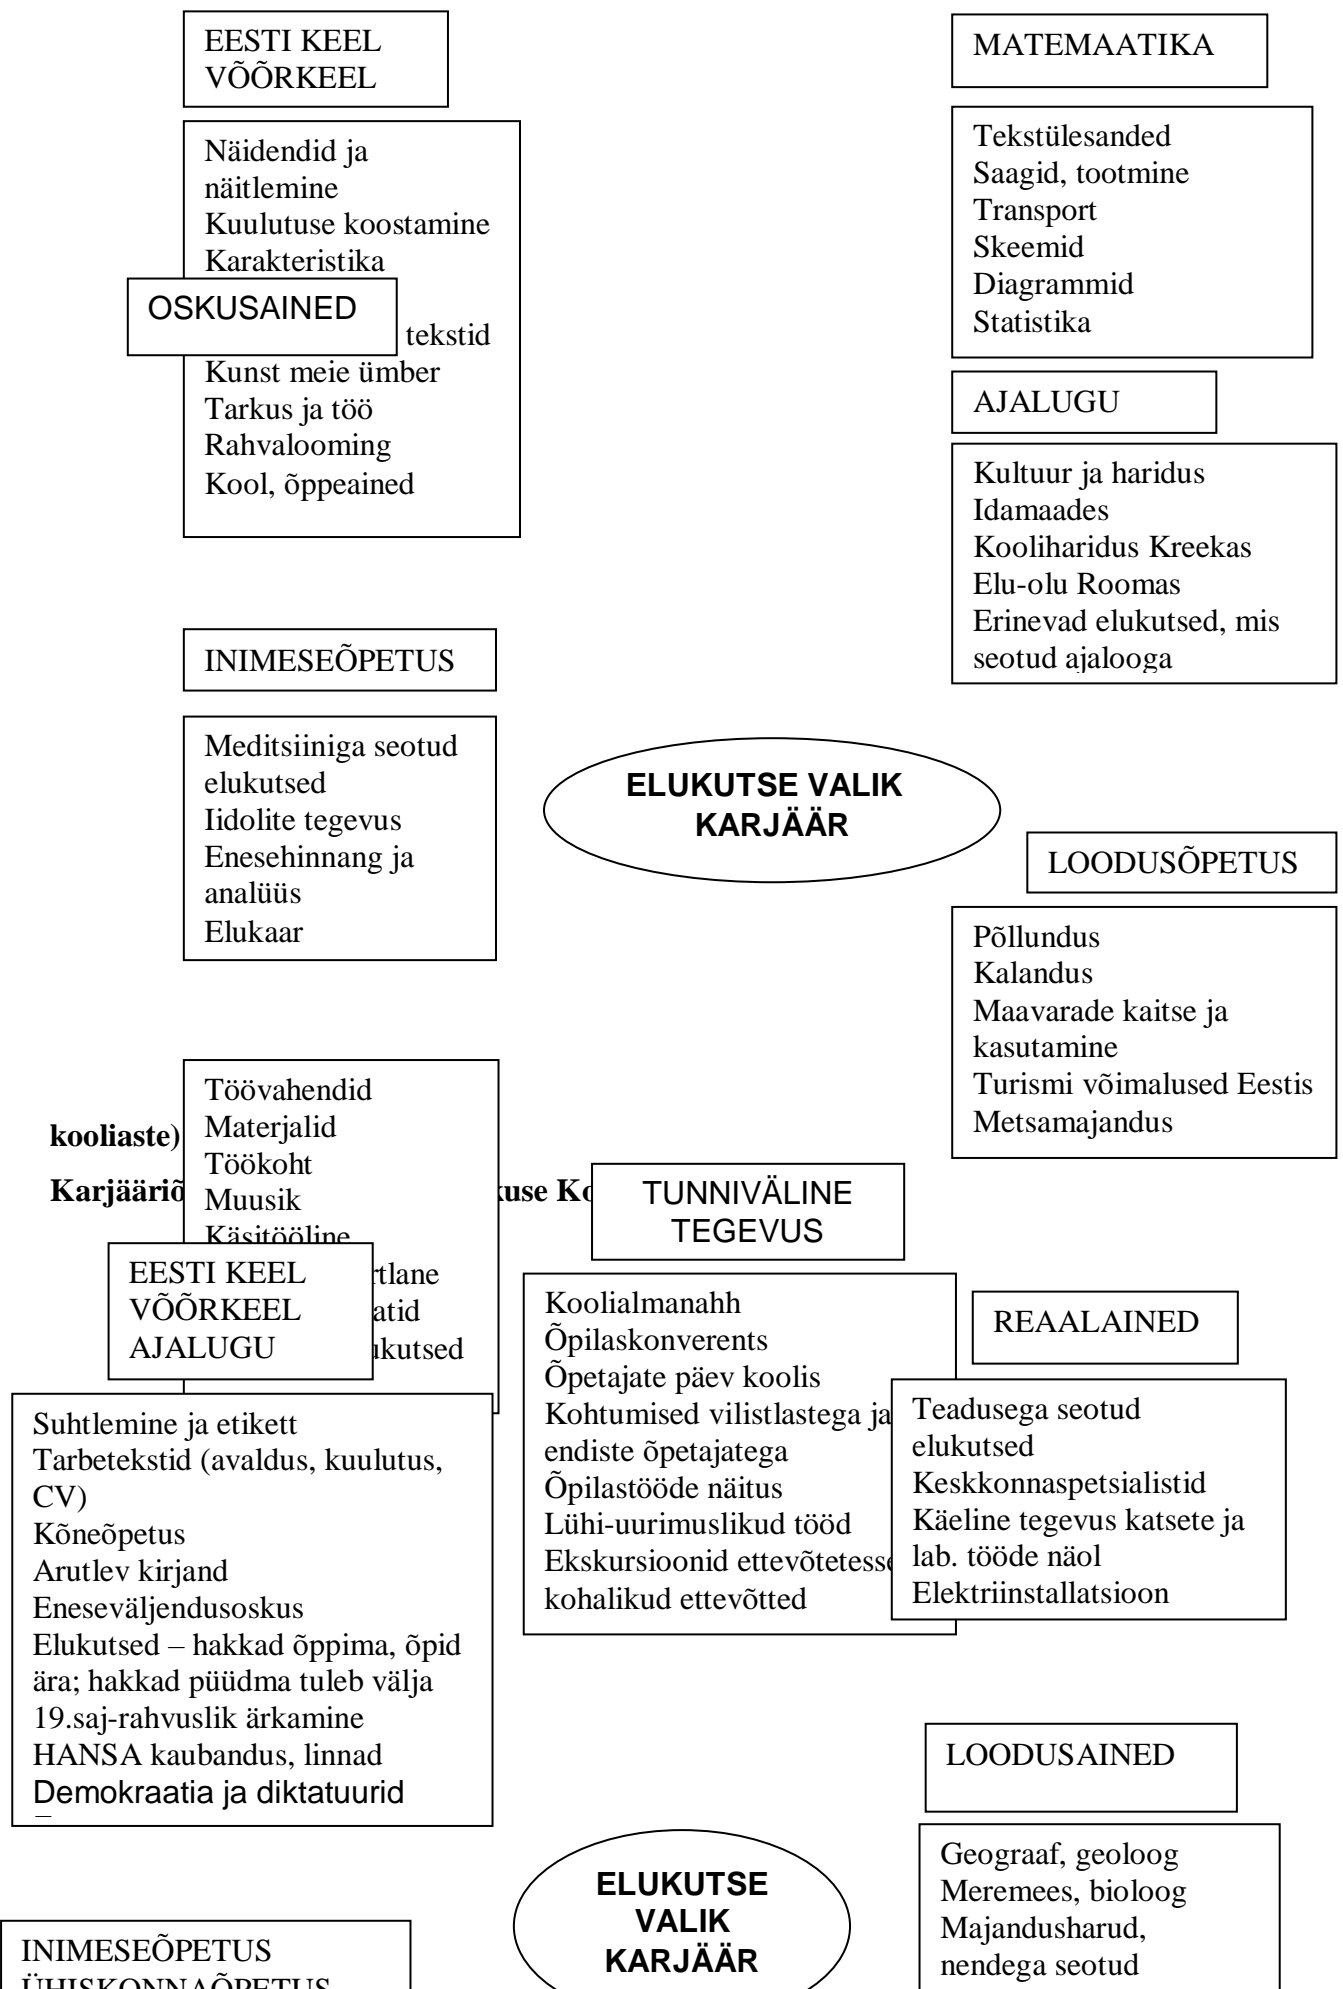 EESTI KEEL
VÕÕRKEEL
Näidendid ja
näitlemine
Kuulutuse koostamine
Karakteristika
OSKUSAINED
tekstid
Kunst meie ümber
Tarkus ja töö
Rahvalooming
Kool, õppeained
MATEMAATIKA
Tekstülesanded
Saagid, tootmine
Transport
Skeemid
Diagrammid
Statistika
AJALUGU
Kultuur ja haridus
Idamaades
Kooliharidus Kreekas
Elu-olu Roomas
Erinevad elukutsed, mis
seotud ajalooga
INIMESEÕPETUS
Meditsiiniga seotud
elukutsed
Iidolite tegevus
Enesehinnang ja
analüüs
Elukaar
ELUKUTSE VALIK
KARJÄÄR
LOODUSÕPETUS
Põllundus
Kalandus
Maavarade kaitse ja
kasutamine
Turismi võimalused Eestis
Metsamajandus
kooliaste)
Töövahendid
Materjalid
Töökoht
Muusik
Käsitööline
TUNNIVÄLINE
TEGEVUS
EESTI KEEL
VÕÕRKEEL
AJALUGU
Koolialmanahh
Õpilaskonverents
Õpetajate päev koolis
Kohtumised vilistlastega ja
endiste õpetajatega
Õpilastööde näitus
Lühi-uurimuslikud tööd
Ekskursioonid ettevõtetesse
kohalikud ettevõtted
REAALAINED
Teadusega seotud
elukutsed
Keskkonnaspetsialistid
Käeline tegevus katsete ja
lab. tööde näol
Elektriinstallatsioon
Suhtlemine ja etikett
Tarbetekstid (avaldus, kuulutus,
CV)
Kõneõpetus
Arutlev kirjand
Eneseväljendusoskus
Elukutsed – hakkad õppima, õpid
ära; hakkad püüdma tuleb välja
19.saj-rahvuslik ärkamine
HANSA kaubandus, linnad
Demokraatia ja diktatuurid
LOODUSAINED
Geograaf, geoloog
Meremees, bioloog
Majandusharud,
nendega seotud
ELUKUTSE
VALIK
KARJÄÄR
INIMESEÕPETUS
ÜHISKONNAÕPETUS